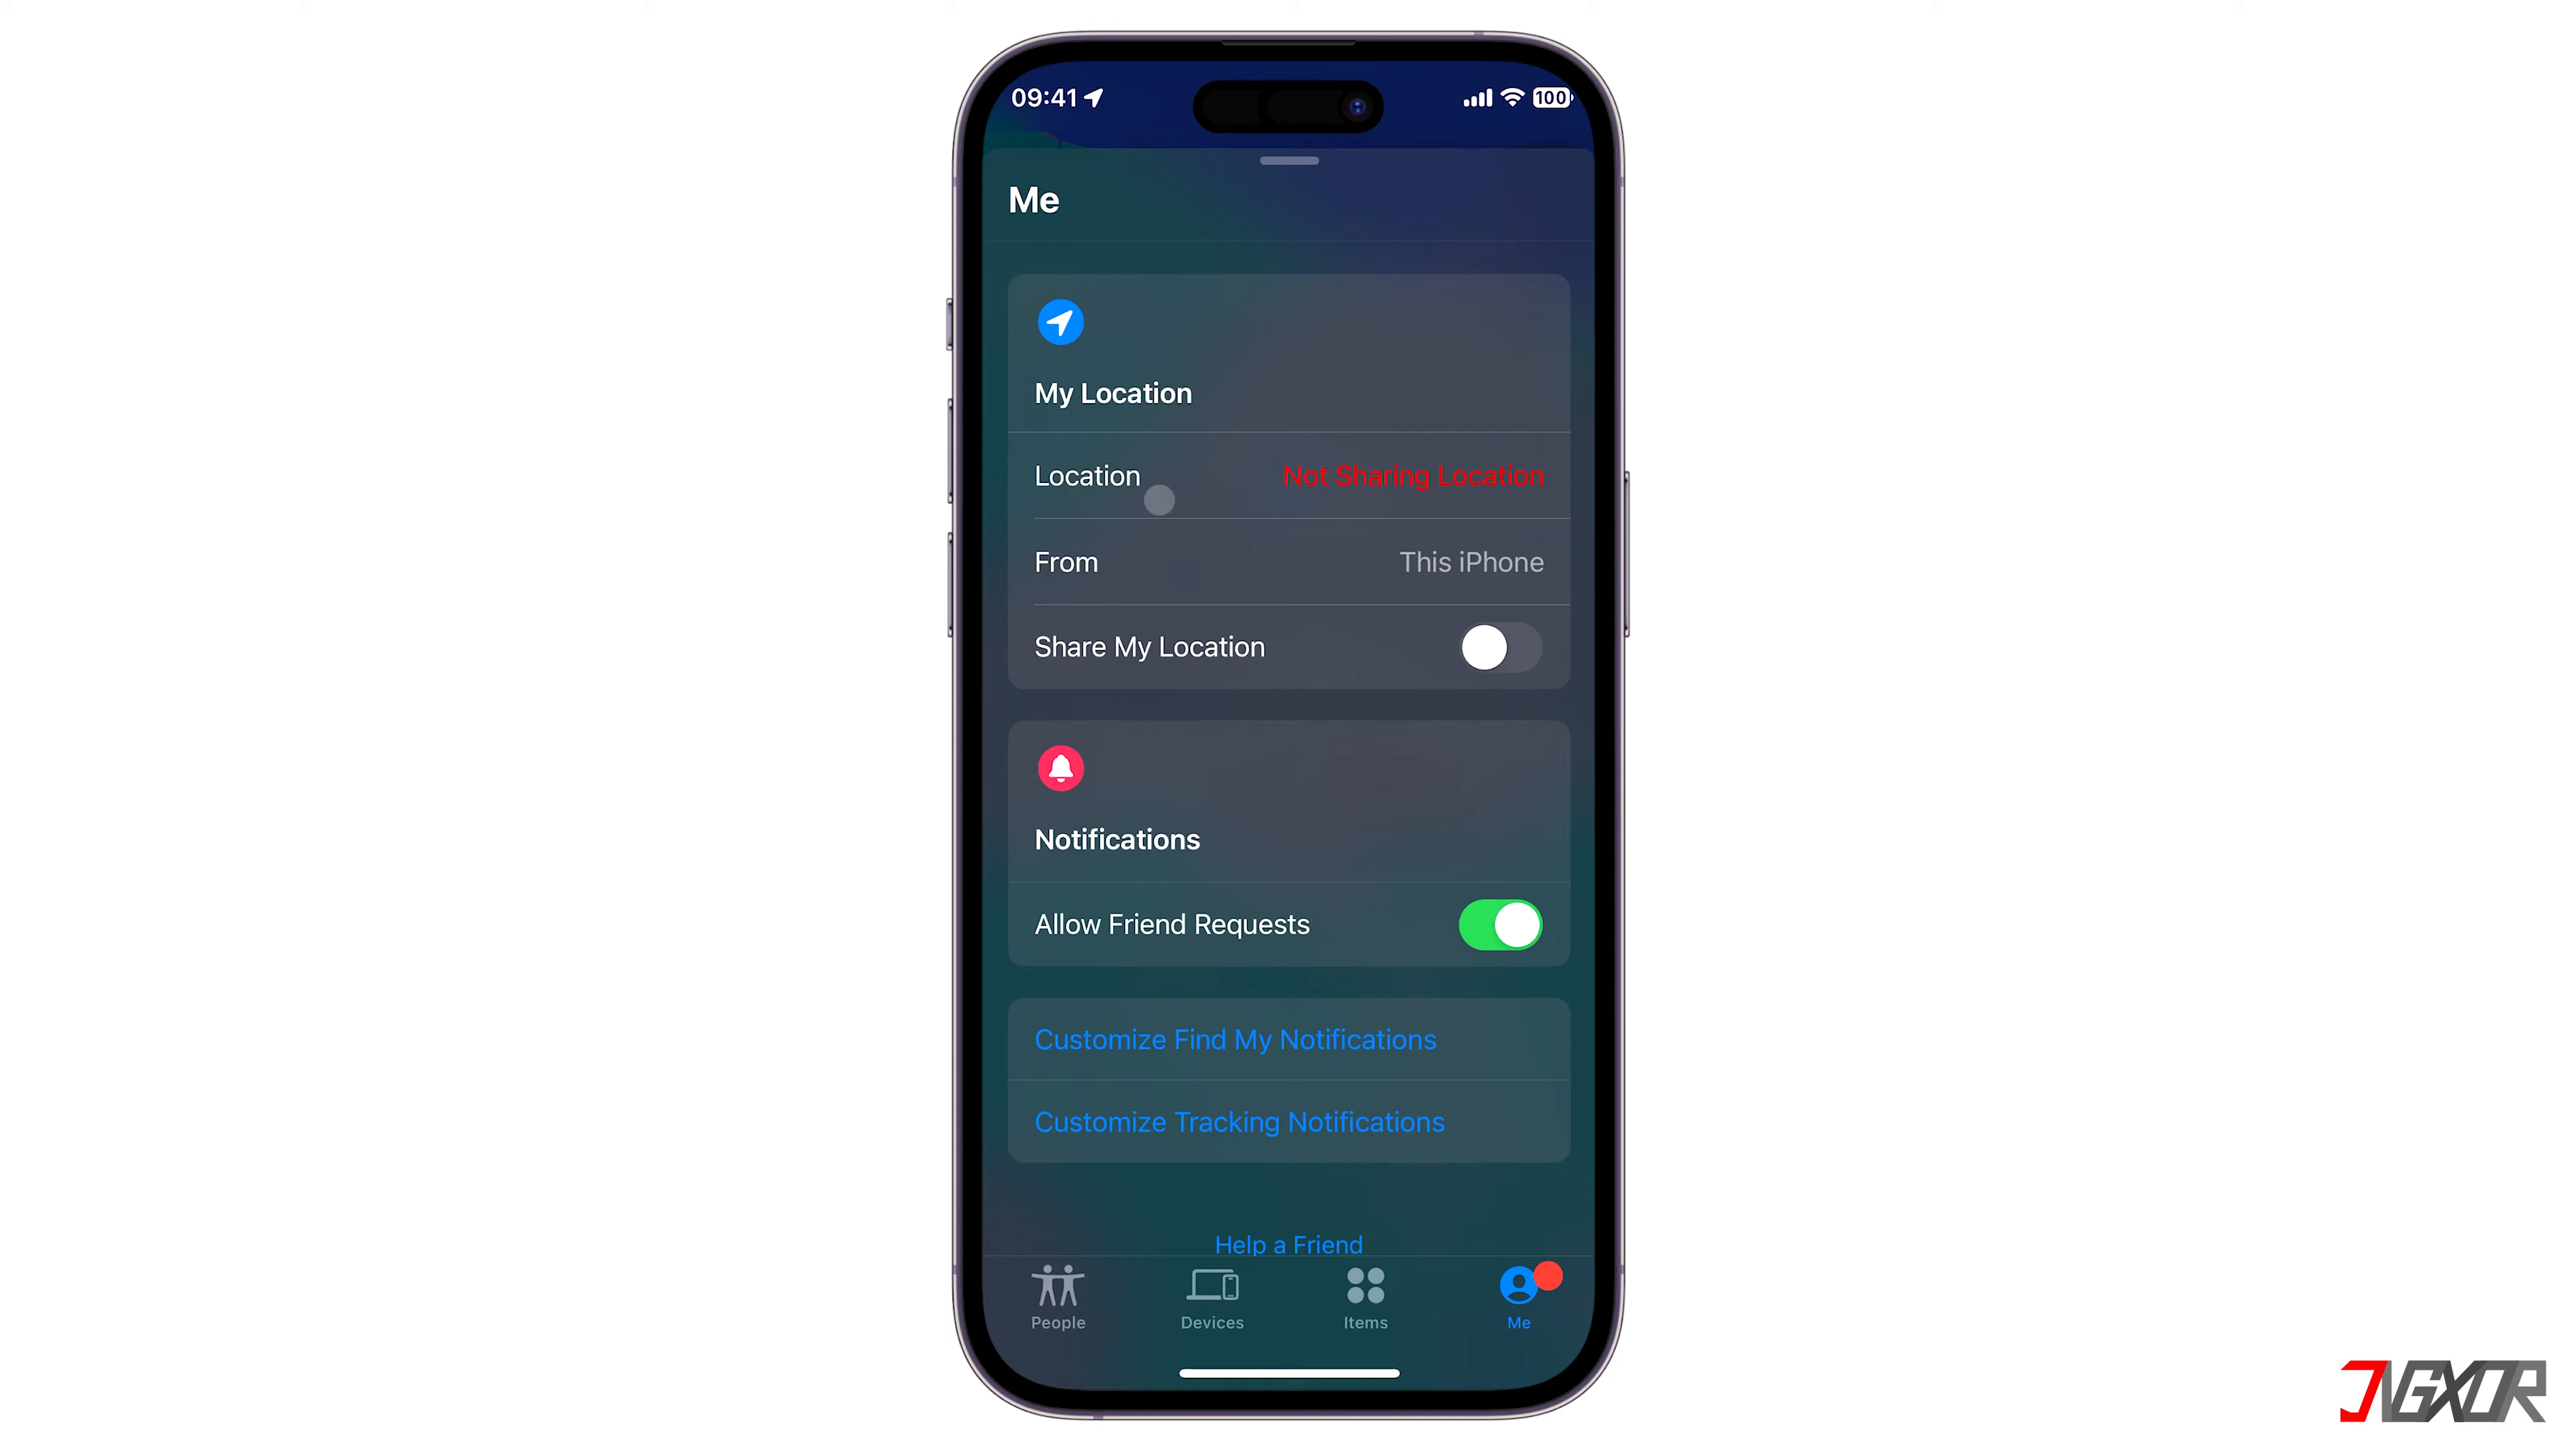 09:41
100
Me
My Location
Location Not Sharing Location
From This iPhone
Share My Location
Notifications
Allow Friend Requests
Customize Find My Notifications
Customize Tracking Notifications
Help a Friend
People Devices Items Me
JNGXOR